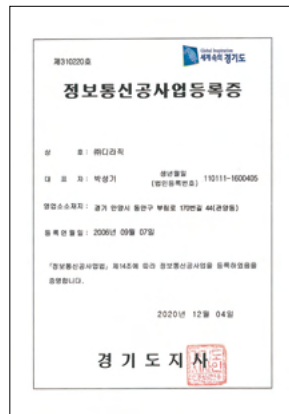 제310220호
Global Inspiration
세계속의 경기도
정보통신공사업등록증
상 호 : ㈜디라직
대 표 자 : 박성기
생년월일
(법인등록번호) 110111-1600405
영업소소재지 : 경기 안양시 동안구 부림로 170번길 44(관양동)
등록연월일 : 2006년 09월 07일
「정보통신공사업법」 제14조에 따라 정보통신공사업을 등록하였음을
증명합니다.
2020년 12월 04일
경기도지사